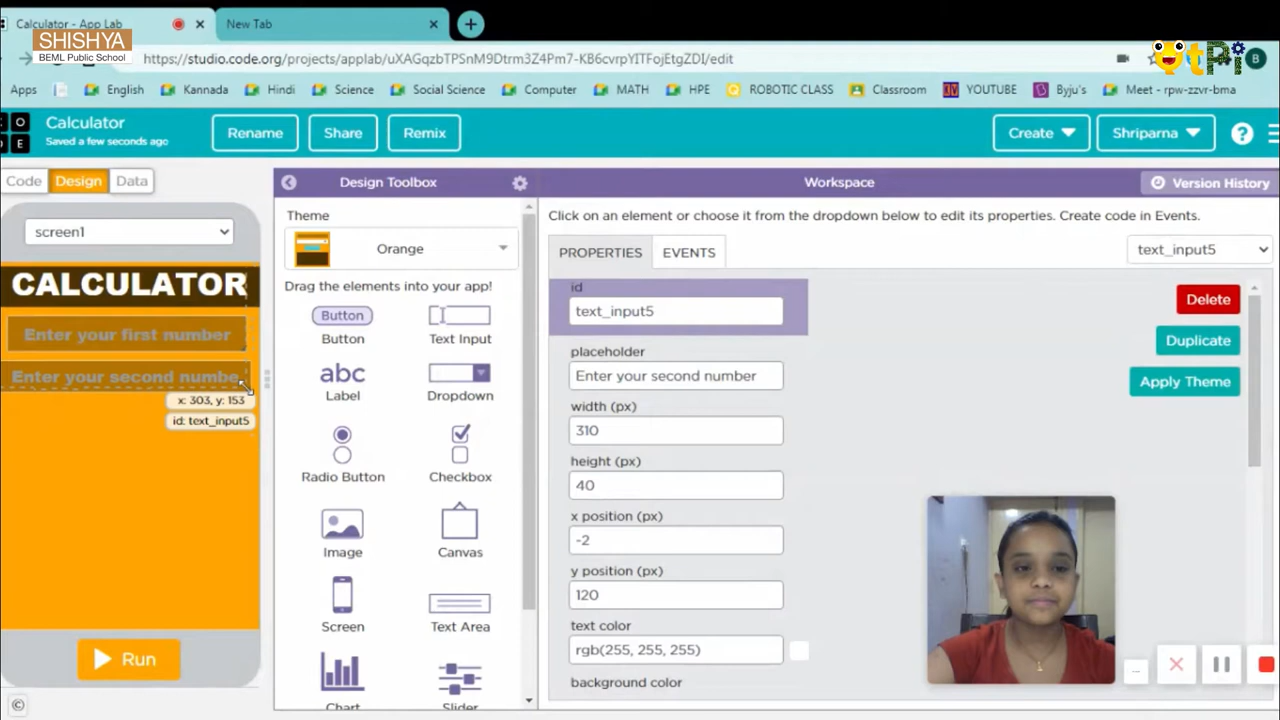 Calculator - App Lab
New Tab
SHISHYA
BEML Public School
https://studio.code.org/projects/applab/uXAGqzbTPSnM9Dtrm3Z4Pm7-KB6cvrpYITFojEtgZDI/edit
B
Apps English Kannada Hindi Science Social Science Computer MATH HPE ROBOTIC CLASS Classroom YOUTUBE Byju's Meet - rpw-zzvr-bma
O
E
Calculator
Saved a few seconds ago
Rename
Share
Remix
Create
Shriparna
?
Code
Design
Data
Design Toolbox
Workspace
Version History
screen1
CALCULATOR
Enter your first number
Enter your second numbe
x: 303, y: 153
id: text_input5
Run
Theme
Orange
Drag the elements into your app!
Button
Button
Text Input
abc
Label
Dropdown
Radio Button
Checkbox
Image
Canvas
Screen
Text Area
Chart
Slider
Click on an element or choose it from the dropdown below to edit its properties. Create code in Events.
PROPERTIES
EVENTS
text_input5
id
text_input5
placeholder
Enter your second number
width (px)
310
height (px)
40
x position (px)
-2
y position (px)
120
text color
rgb(255, 255, 255)
background color
Delete
Duplicate
Apply Theme